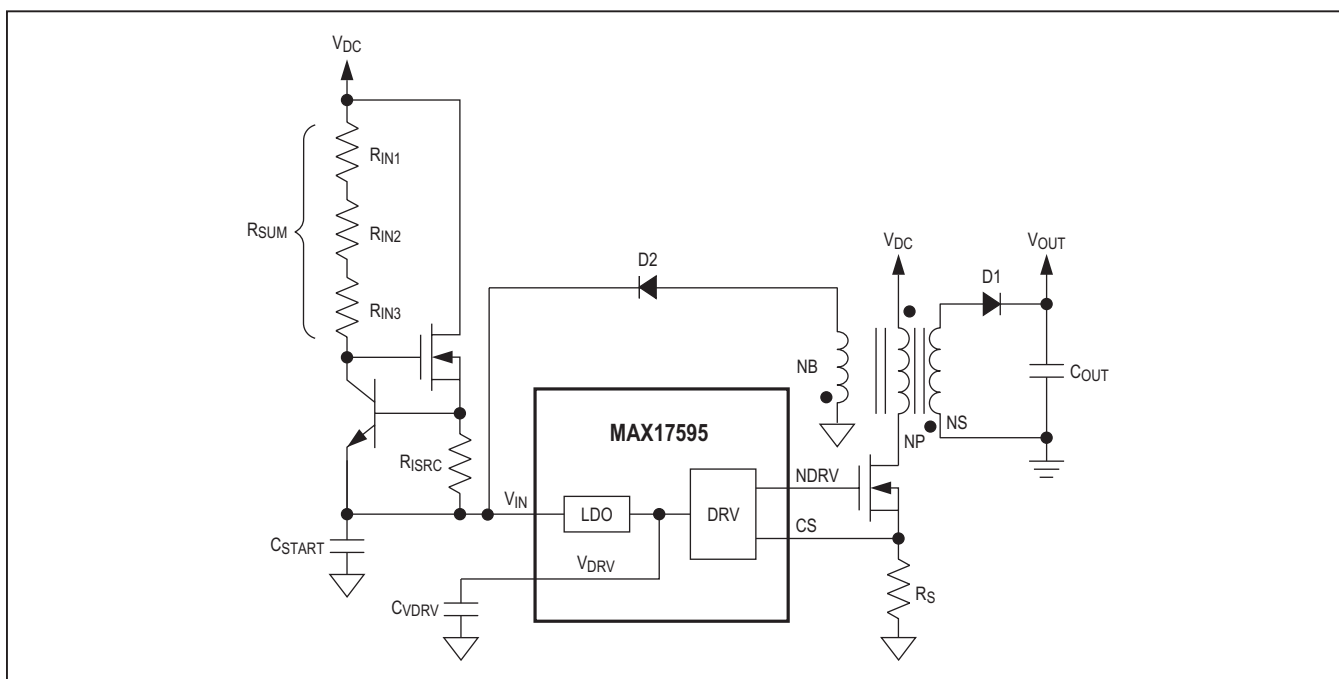 VDC
RIN1
RSUM
RIN2
RIN3
D2
VDC
VOUT
D1
NB
COUT
NP
NS
MAX17595
RISRC
VIN
LDO
DRV
NDRV
CS
CSTART
VDRV
CVDRV
RS